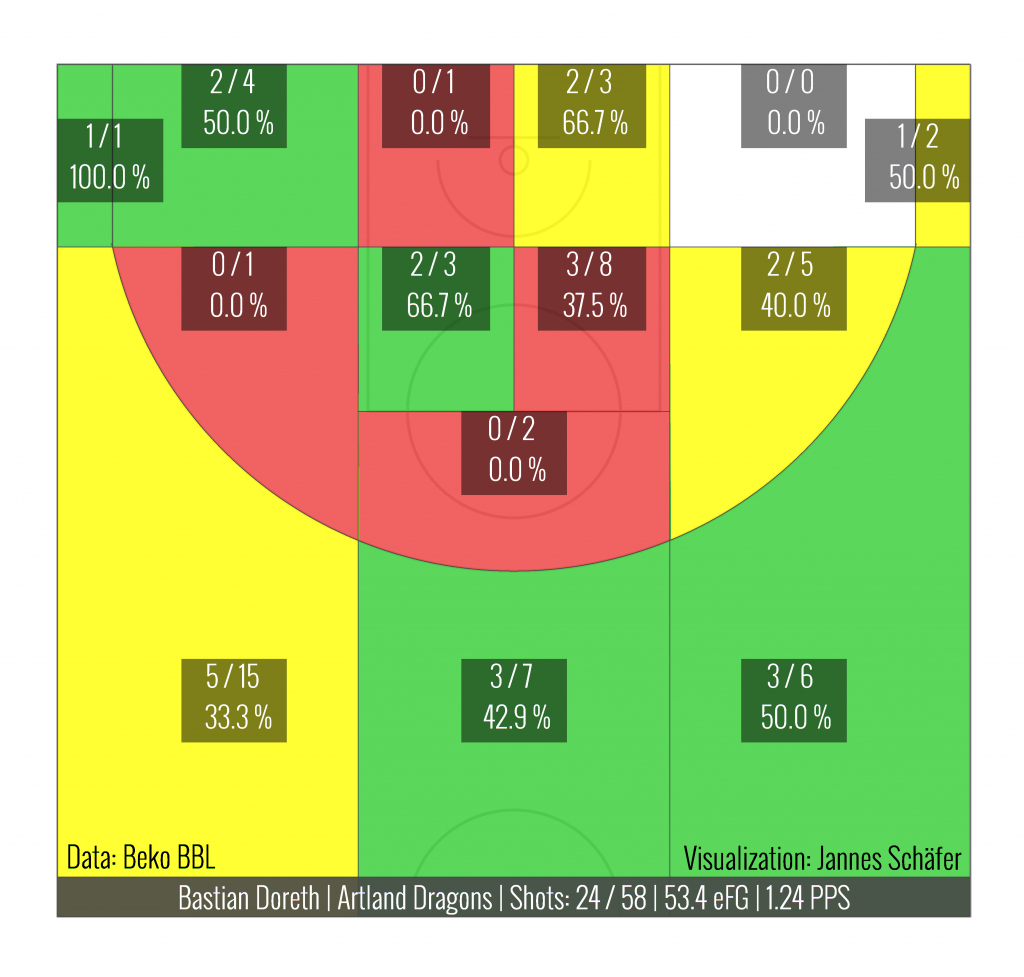 2 / 4
50.0 %
0 / 1
0.0 %
2 / 3
66.7 %
0 / 0
0.0 %
1 / 1
100.0 %
1 / 2
50.0 %
0 / 1
0.0 %
2 / 3
66.7 %
3 / 8
37.5 %
2 / 5
40.0 %
0 / 2
0.0 %
5 / 15
33.3 %
3 / 7
42.9 %
3 / 6
50.0 %
Data: Beko BBL
Visualization: Jannes Schäfer
Bastian Doreth | Artland Dragons | Shots: 24 / 58 | 53.4 eFG | 1.24 PPS